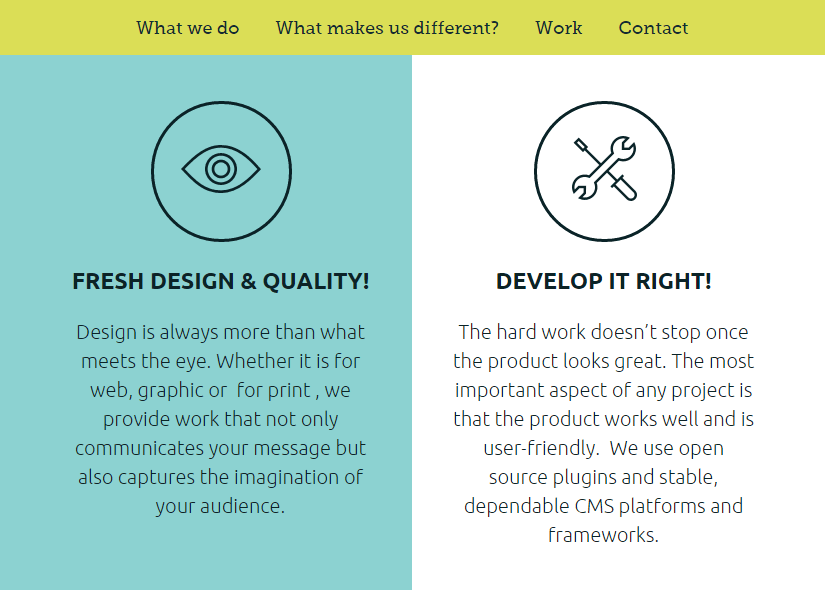 What we do What makes us different? Work Contact
FRESH DESIGN & QUALITY!
Design is always more than what
meets the eye. Whether it is for
web, graphic or  for print , we
provide work that not only
communicates your message but
also captures the imagination of
your audience.
DEVELOP IT RIGHT!
The hard work doesn’t stop once
the product looks great. The most
important aspect of any project is
that the product works well and is
user-friendly.  We use open
source plugins and stable,
dependable CMS platforms and
frameworks.